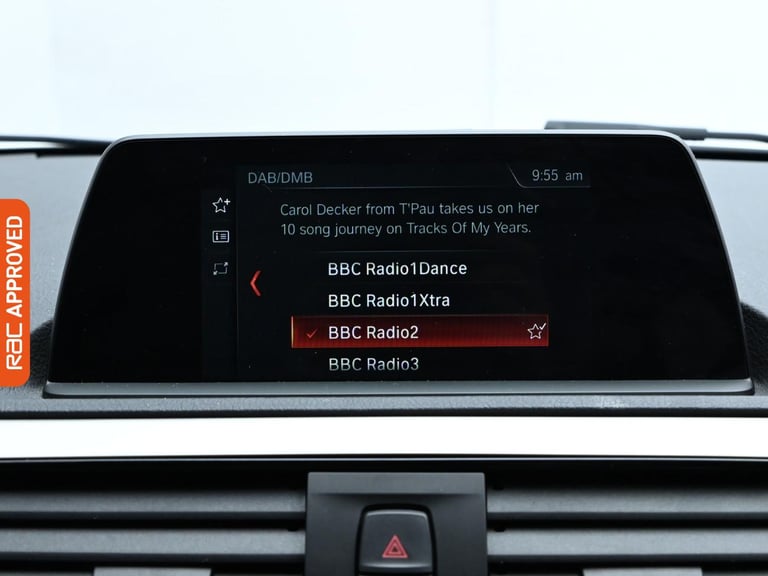 DAB/DMB
9:55 am
Carol Decker from T'Pau takes us on her
10 song journey on Tracks Of My Years.
BBC Radio1Dance
BBC Radio1Xtra
BBC Radio2
BBC Radio3
RAC APPROVED